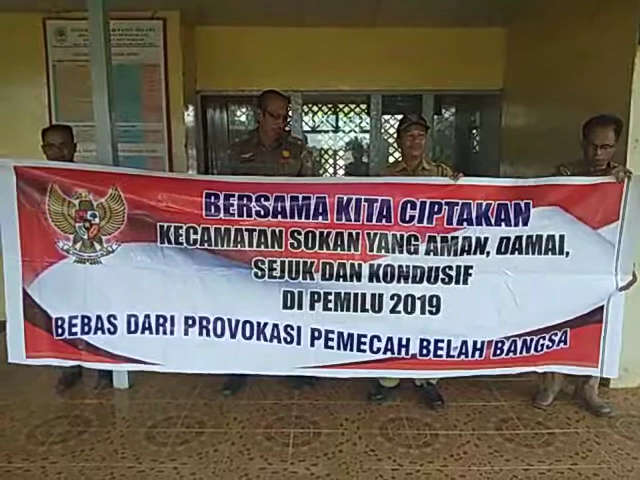 BERSAMA KITA CIPTAKAN
KECAMATAN SOKAN YANG AMAN, DAMAI,
SEJUK DAN KONDUSIF
DI PEMILU 2019
BEBAS DARI PROVOKASI PEMECAH BELAH BANGSA